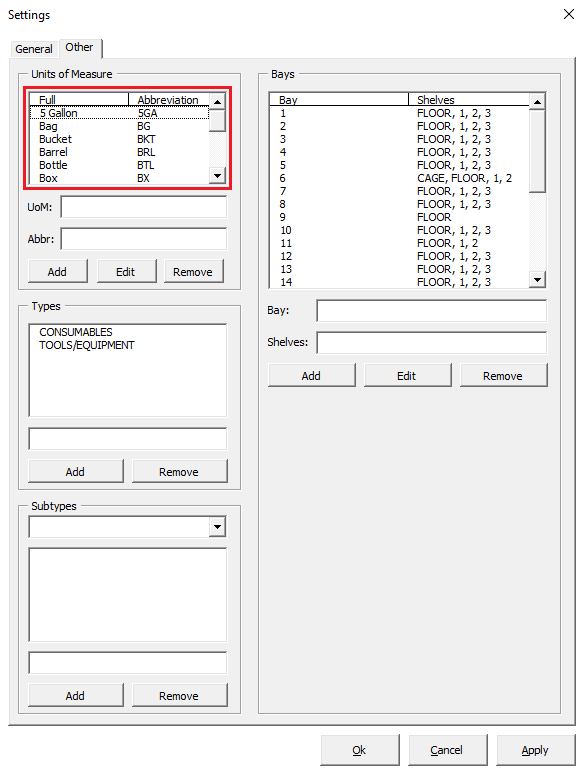 Settings
General Other
Units of Measure
Full Abbreviation
5 Gallon 5GA
Bag BG
Bucket BKT
Barrel BRL
Bottle BTL
Box BX
UoM:
Abbr:
Add Edit Remove
Types
CONSUMABLES
TOOLS/EQUIPMENT
Add Remove
Subtypes
Add Remove
Bays
Bay Shelves
1 FLOOR, 1, 2, 3
2 FLOOR, 1, 2, 3
3 FLOOR, 1, 2, 3
4 FLOOR, 1, 2, 3
5 FLOOR, 1, 2, 3
6 CAGE, FLOOR, 1, 2
7 FLOOR, 1, 2, 3
8 FLOOR, 1, 2, 3
9 FLOOR
10 FLOOR, 1, 2, 3
11 FLOOR, 1, 2
12 FLOOR, 1, 2, 3
13 FLOOR, 1, 2, 3
14 FLOOR, 1, 2, 3
Bay:
Shelves:
Add Edit Remove
Ok Cancel Apply